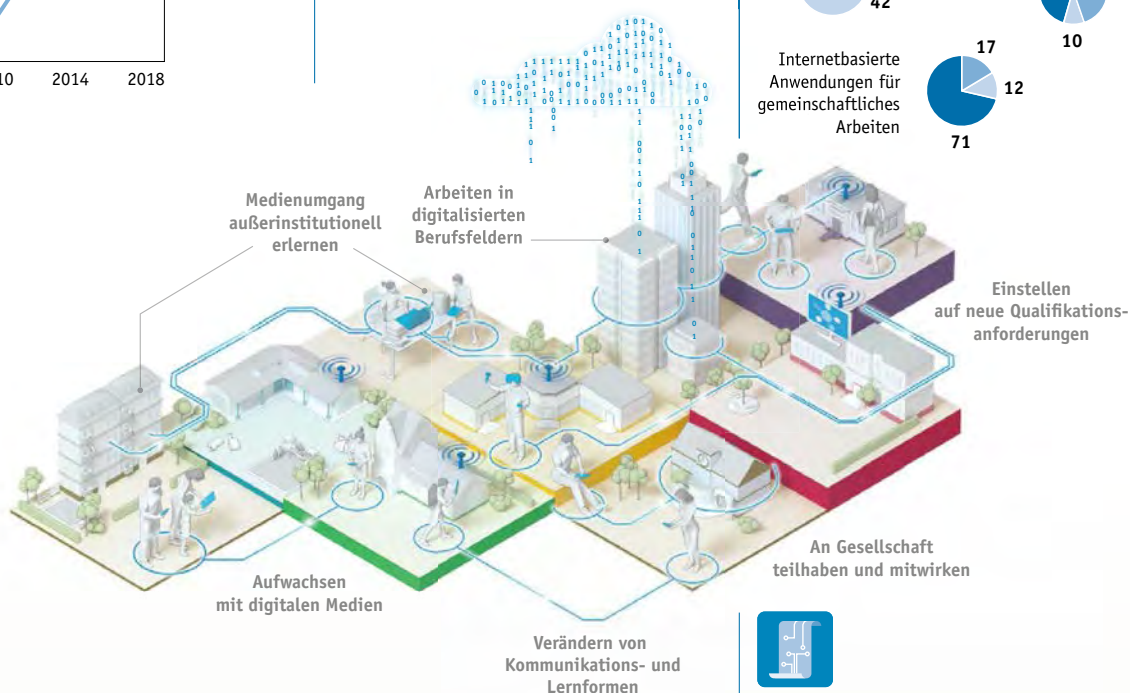 10
2014
2018
42
10
Internetbasierte
Anwendungen für
gemeinschaftliches
Arbeiten
17
12
71
Medienumgang
außerinstitutionell
erlernen
Arbeiten in
digitalisierten
Berufsfeldern
Einstellen
auf neue Qualifikations-
anforderungen
An Gesellschaft
teilhaben und mitwirken
Aufwachsen
mit digitalen Medien
Verändern von
Kommunikations- und
Lernformen